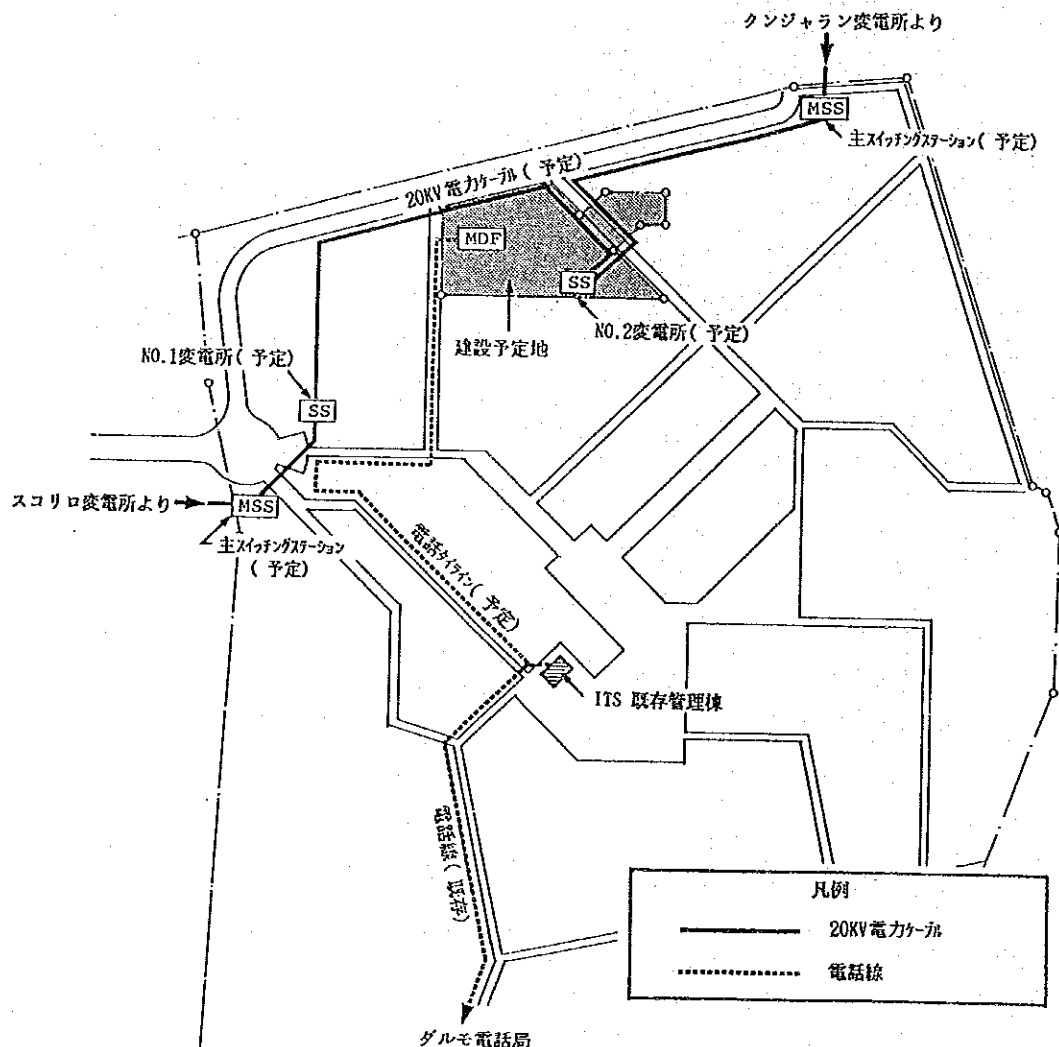 クンジャラン変電所より
MSS
主スイッチングステーション( 予定)
20KV電力ケーブル( 予定)
MDF
SS
NO.2変電所( 予定)
建設予定地
NO.1変電所( 予定)
SS
スコリロ変電所より
MSS
主スイッチングステーション
( 予定)
電話タイライン( 予定)
ITS 既存管理棟
電話線( 既存)
凡例
20KV電力ケーブル
電話線
ダルモ電話局